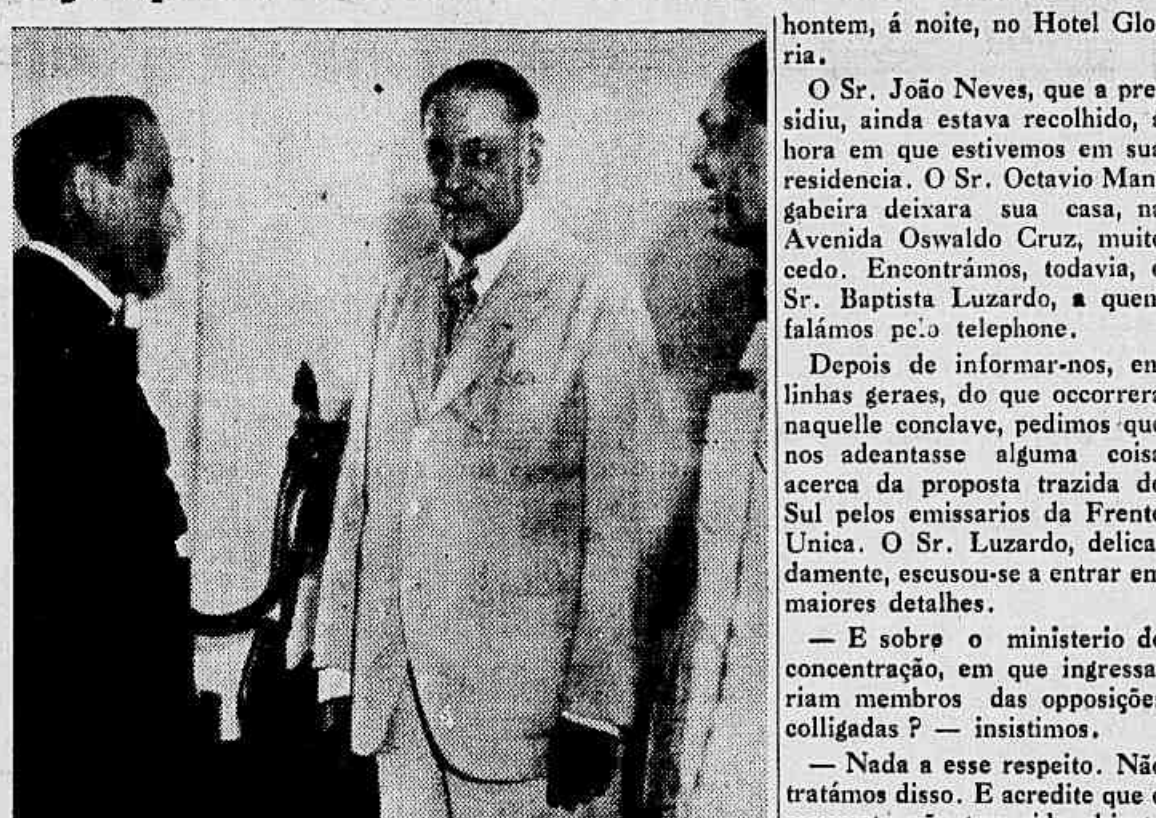 hontem, á noite, no Hotel Glo-
ria.
O Sr. João Neves, que a pre-
sidiu, ainda estava recolhido, á
hora em que estivemos em sua
residencia. O Sr. Octavio Man-
gabeira deixara sua casa, na
Avenida Oswaldo Cruz, muito
cedo. Encontrámos, todavia, o
Sr. Baptista Luzardo, a quem
falámos pelo telephone.
Depois de informar-nos, em
linhas geraes, do que occorrera
naquelle conclave, pedimos que
nos adeantasse alguma coisa
acerca da proposta trazida do
Sul pelos emissarios da Frente
Unica. O Sr. Luzardo, delica-
damente, escusou-se a entrar em
maiores detalhes.
— E sobre o ministerio de
concentração, em que ingressa-
riam membros das opposições
colligadas ? — insistimos.
— Nada a esse respeito. Não
tratámos disso. E acredite que o